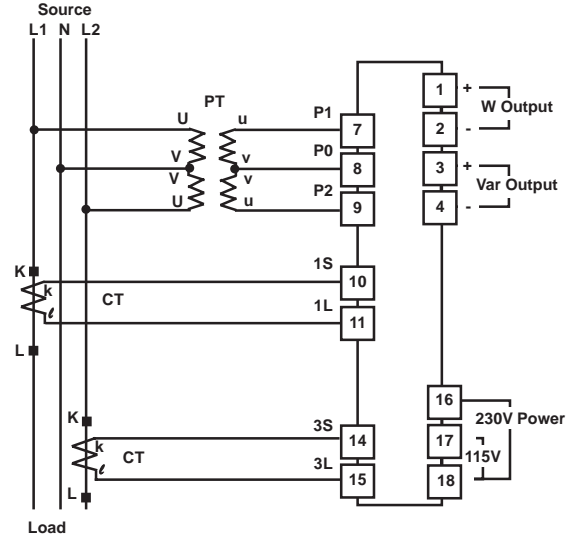 Source
L1 N L2
PT
U u P1 7
V v P0 8
V v
U u P2 9
1 +
W Output
2 -
3 +
Var Output
4 -
K
k CT 1S 10
ℓ 1L 11
L
K
k CT 3S 14
ℓ 3L 15
L
16
230V Power
17
115V
18
Load